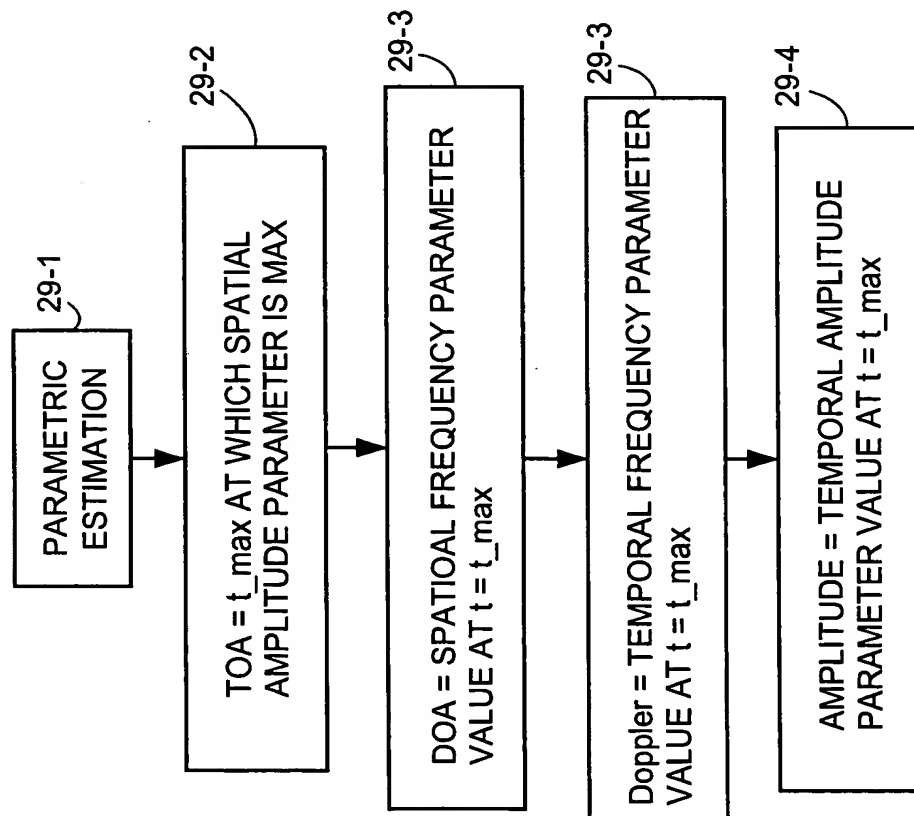 29-1
PARAMETRIC
ESTIMATION
29-2
TOA = t_max AT WHICH SPATIAL
AMPLITUDE PARAMETER IS MAX
29-3
DOA = SPATIOAL FREQUENCY PARAMETER
VALUE AT t = t_max
29-3
Doppler = TEMPORAL FREQUENCY PARAMETER
VALUE AT t = t_max
29-4
AMPLITUDE = TEMPORAL AMPLITUDE
PARAMETER VALUE AT t = t_max